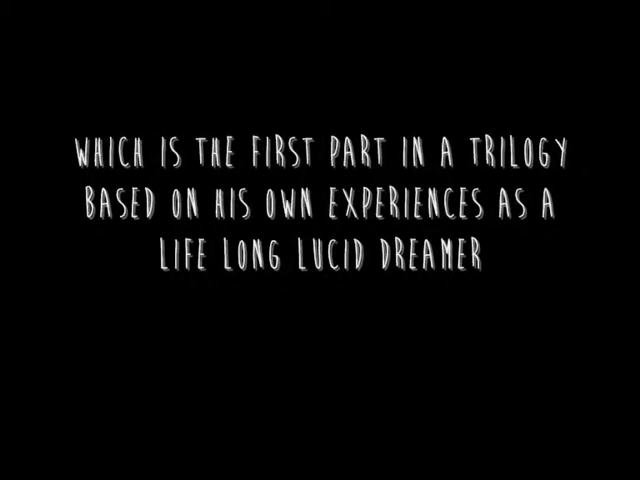 WHICH IS THE FIRST PART IN A TRILOGY
BASED ON HIS OWN EXPERIENCES AS A
LIFE LONG LUCID DREAMER